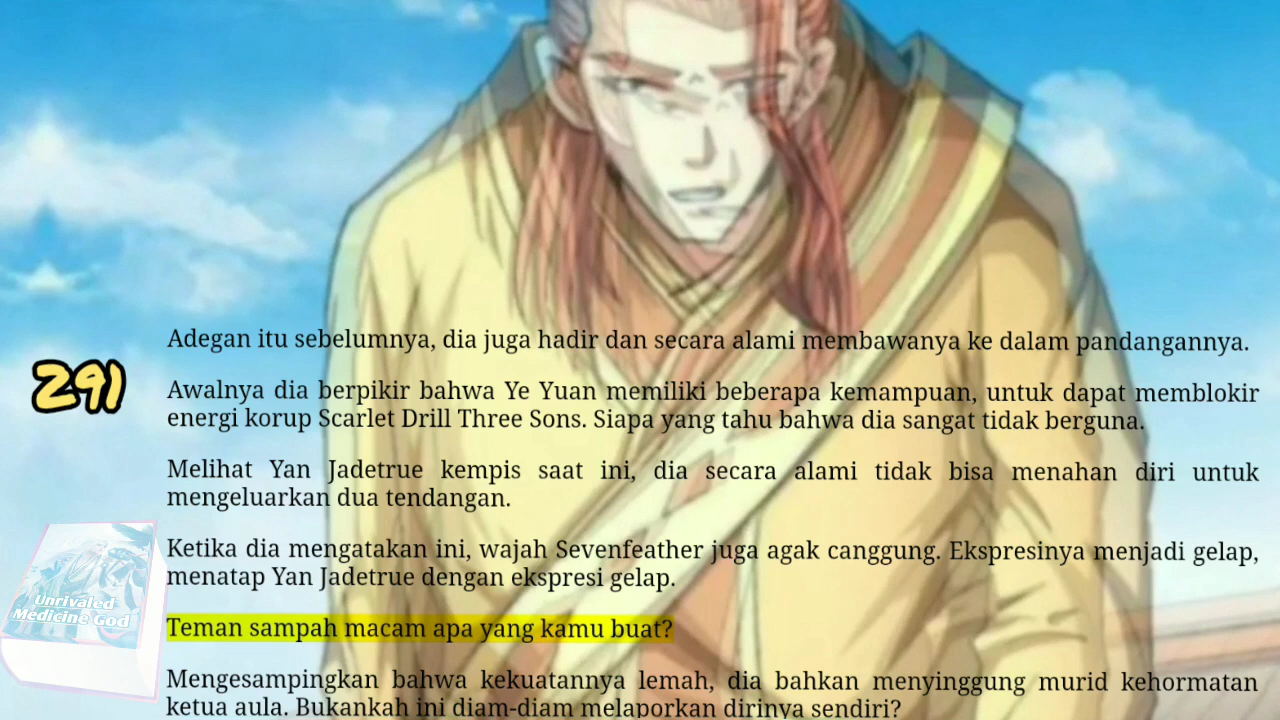 Adegan itu sebelumnya, dia juga hadir dan secara alami membawanya ke dalam pandangannya.
291
Awalnya dia berpikir bahwa Ye Yuan memiliki beberapa kemampuan, untuk dapat memblokir
energi korup Scarlet Drill Three Sons. Siapa yang tahu bahwa dia sangat tidak berguna.
Melihat Yan Jadetrue kempis saat ini, dia secara alami tidak bisa menahan diri untuk
mengeluarkan dua tendangan.
Ketika dia mengatakan ini, wajah Sevenfeather juga agak canggung. Ekspresinya menjadi gelap,
menatap Yan Jadetrue dengan ekspresi gelap.
Unrivaled
Medicine God
Teman sampah macam apa yang kamu buat?
Mengesampingkan bahwa kekuatannya lemah, dia bahkan menyinggung murid kehormatan
ketua aula. Bukankah ini diam-diam melaporkan dirinya sendiri?